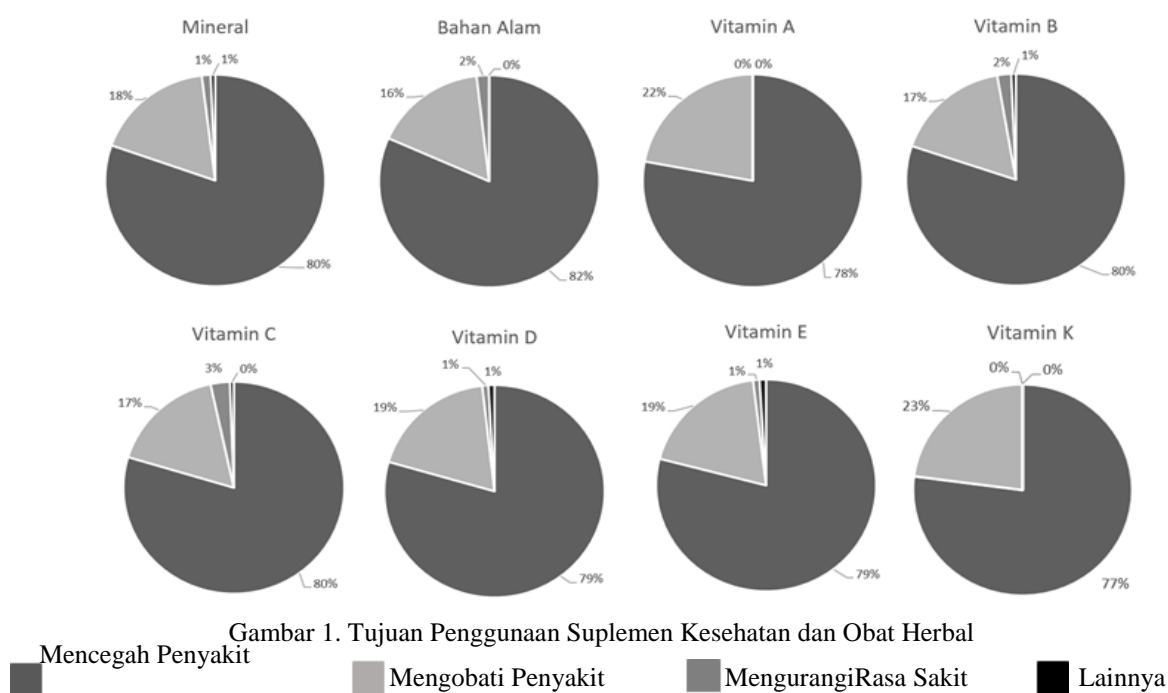 Mineral
1% 1%
18%
80%
Bahan Alam
2% 0%
16%
82%
Vitamin A
0% 0%
22%
78%
Vitamin B
2% 1%
17%
80%
Vitamin C
3% 0%
17%
80%
Vitamin D
1% 1%
19%
79%
Vitamin E
1% 1%
19%
79%
Vitamin K
0% 0%
23%
77%
Gambar 1. Tujuan Penggunaan Suplemen Kesehatan dan Obat Herbal
Mencegah Penyakit
Mengobati Penyakit
MengurangiRasa Sakit
Lainnya